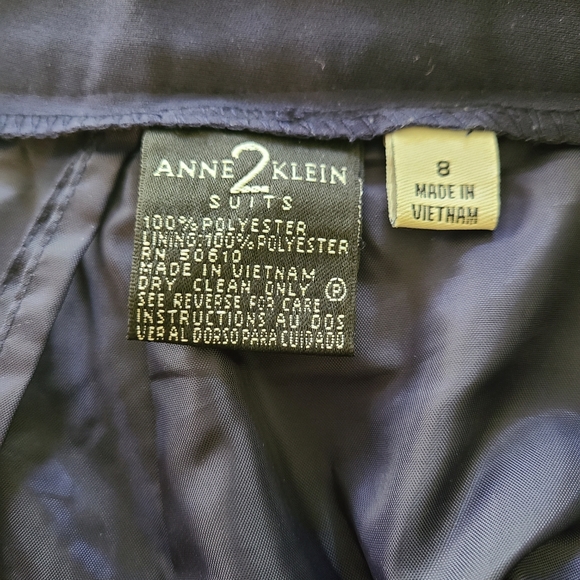 ANNE 2 KLEIN
SUITS
100% POLYESTER
LINING: 100% POLYESTER
RN 50610
MADE IN VIETNAM
DRY CLEAN ONLY Ⓟ
SEE REVERSE FOR CARE
INSTRUCTIONS AU DOS
VER AL DORSO PARA CUIDADO
8
MADE IN
VIETNAM